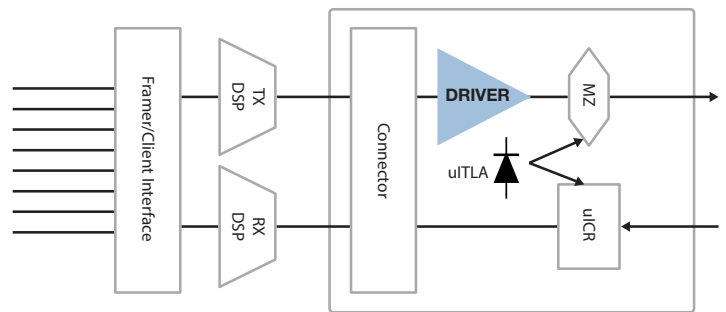 Framer/Client Interface
TX
DSP
RX
DSP
Connector
DRIVER
MZ
uITLA
uICR